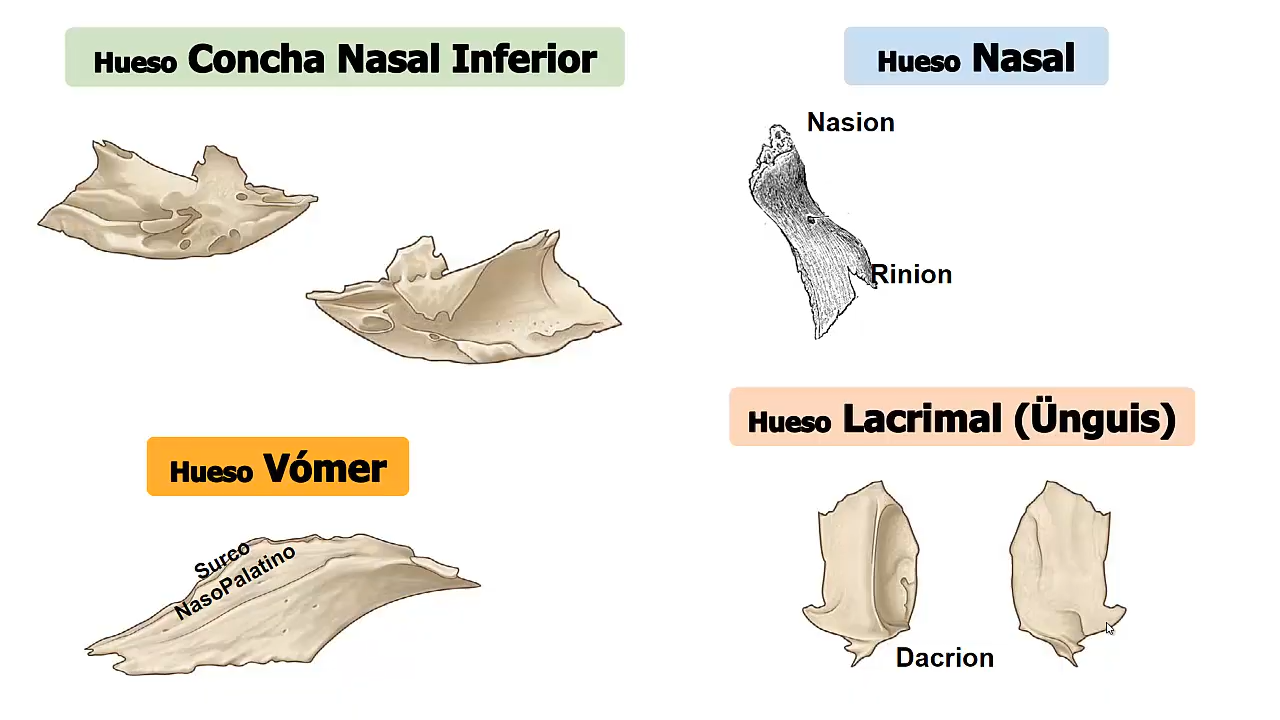 Hueso Concha Nasal Inferior
Hueso Nasal
Nasion
Rinion
Hueso Lacrimal (Ünguis)
Hueso Vómer
Surco
NasoPalatino
Dacrion